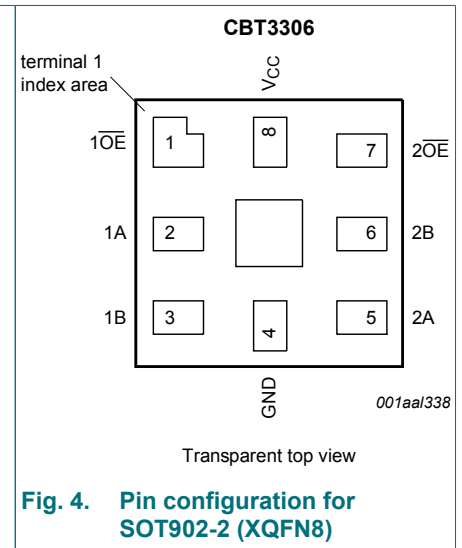 CBT3306
terminal 1
index area
VCC
1OE
1
8
7
2OE
1A
2
6
2B
1B
3
4
5
2A
GND
001aal338
Transparent top view
Fig. 4. Pin configuration for
SOT902-2 (XQFN8)